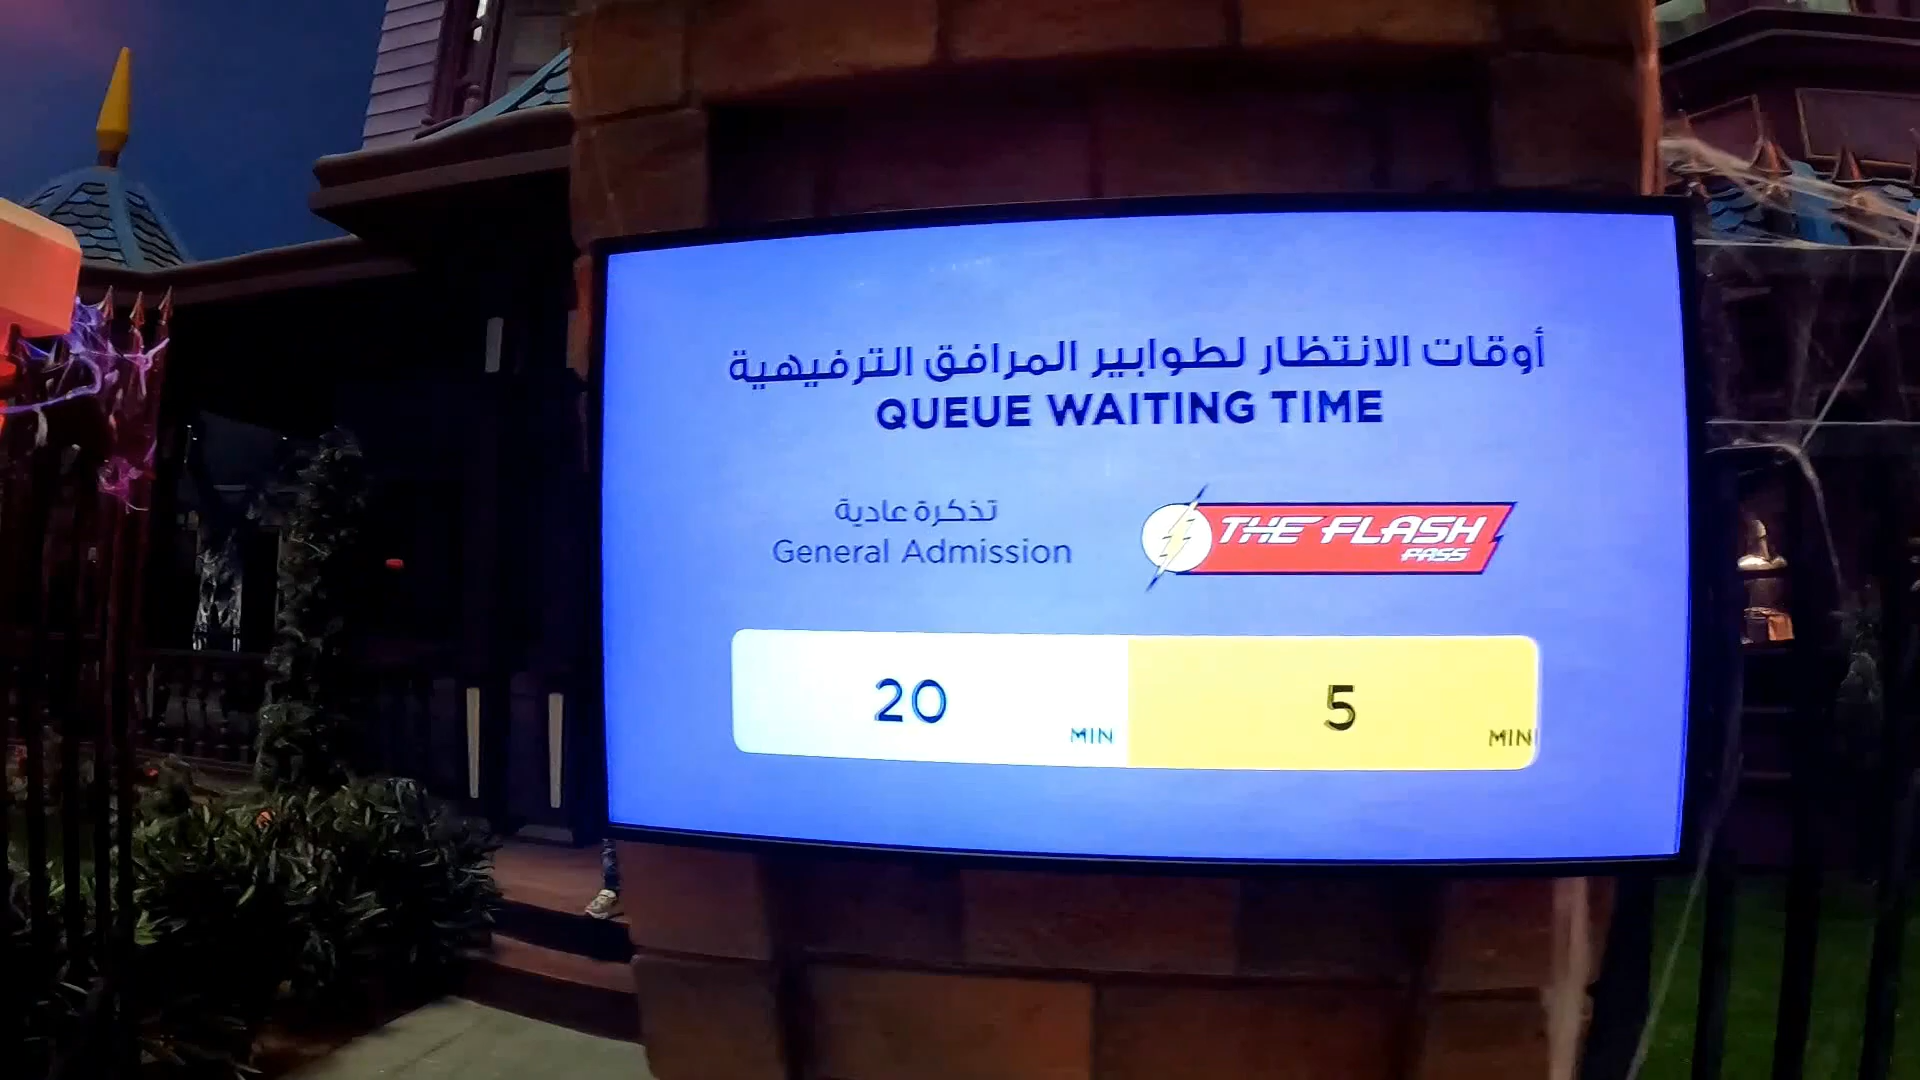 أوقات الانتظار لطوابير المرافق الترفيهية
QUEUE WAITING TIME
تذكرة عادية
General Admission
THE FLASH
PASS
20 MIN
5 MIN